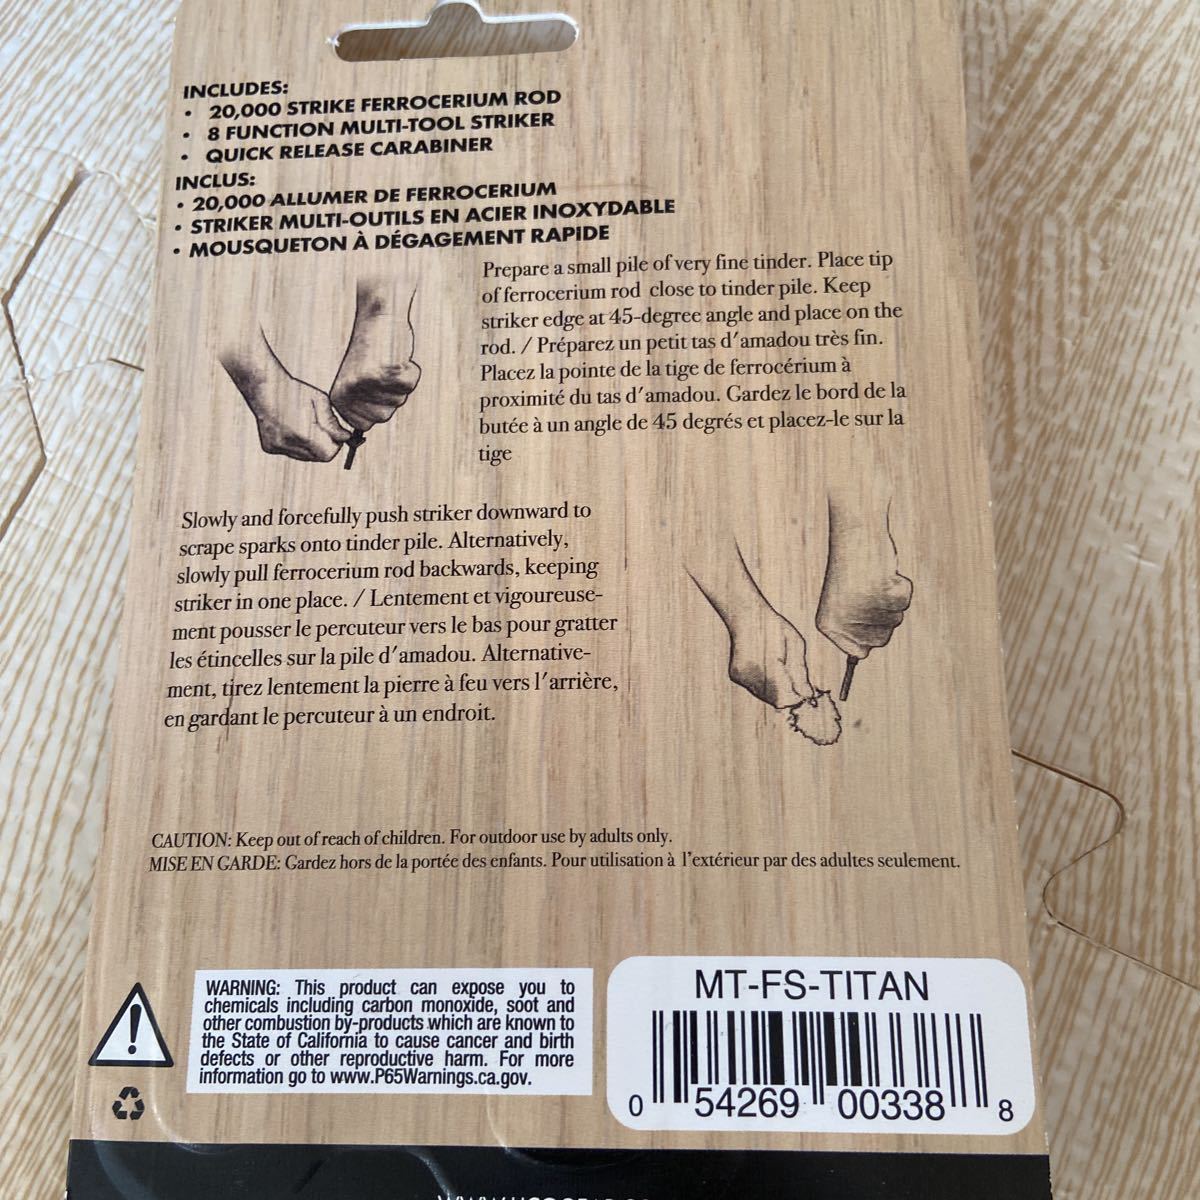 INCLUDES:
• 20,000 STRIKE FERROCERIUM ROD
• 8 FUNCTION MULTI-TOOL STRIKER
• QUICK RELEASE CARABINER
INCLUS:
• 20,000 ALLUMER DE FERROCERIUM
• STRIKER MULTI-OUTILS EN ACIER INOXYDABLE
• MOUSQUETON À DÉGAGEMENT RAPIDE
Prepare a small pile of very fine tinder. Place tip
of ferrocerium rod close to tinder pile. Keep
striker edge at 45-degree angle and place on the
rod. / Préparez un petit tas d'amadou très fin.
Placez la pointe de la tige de ferrocérium à
proximité du tas d'amadou. Gardez le bord de la
butée à un angle de 45 degrés et placez-le sur la
tige
Slowly and forcefully push striker downward to
scrape sparks onto tinder pile. Alternatively,
slowly pull ferrocerium rod backwards, keeping
striker in one place. / Lentement et vigoureuse-
ment pousser le percuteur vers le bas pour gratter
les étincelles sur la pile d'amadou. Alternative-
ment, tirez lentement la pierre à feu vers l'arrière,
en gardant le percuteur à un endroit.
CAUTION: Keep out of reach of children. For outdoor use by adults only.
MISE EN GARDE: Gardez hors de la portée des enfants. Pour utilisation à l'extérieur par des adultes seulement.
WARNING: This product can expose you to
chemicals including carbon monoxide, soot and
other combustion by-products which are known to
the State of California to cause cancer and birth
defects or other reproductive harm. For more
information go to www.P65Warnings.ca.gov.
MT-FS-TITAN
0 54269 00338 8